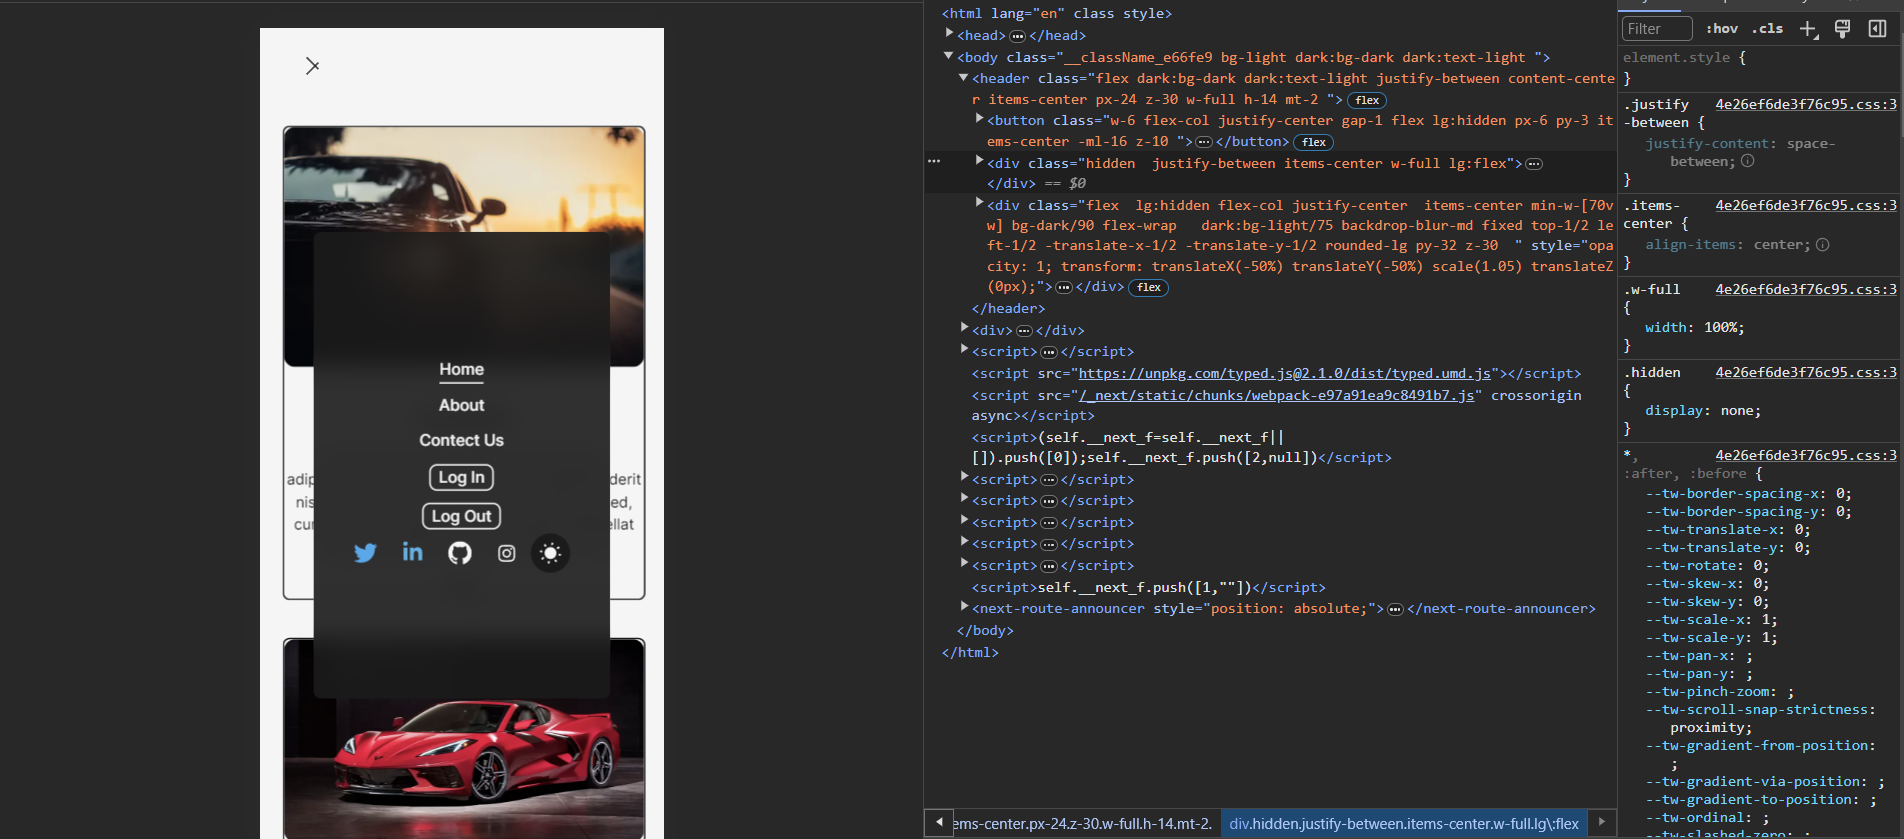 Home
About
Contect Us
Log In
Log Out
adip
derit
nis
ed,
cur
ellat
<html lang="en" class style>
<head>…</head>
<body class="__className_e66fe9 bg-light dark:bg-dark dark:text-light ">
<header class="flex dark:bg-dark dark:text-light justify-between content-cente
r items-center px-24 z-30 w-full h-14 mt-2 "> flex
<button class="w-6 flex-col justify-center gap-1 flex lg:hidden px-6 py-3 it
ems-center -ml-16 z-10 ">…</button> flex
<div class="hidden  justify-between items-center w-full lg:flex">…
</div> == $0
<div class="flex  lg:hidden flex-col justify-center  items-center min-w-[70v
w] bg-dark/90 flex-wrap   dark:bg-light/75 backdrop-blur-md fixed top-1/2 le
ft-1/2 -translate-x-1/2 -translate-y-1/2 rounded-lg py-32 z-30  " style="opa
city: 1; transform: translateX(-50%) translateY(-50%) scale(1.05) translateZ
(0px);">…</div> flex
</header>
<div>…</div>
<script>…</script>
<script src="https://unpkg.com/typed.js@2.1.0/dist/typed.umd.js"></script>
<script src="/_next/static/chunks/webpack-e97a91ea9c8491b7.js" crossorigin
async></script>
<script>(self.__next_f=self.__next_f||
[]).push([0]);self.__next_f.push([2,null])</script>
<script>…</script>
<script>…</script>
<script>…</script>
<script>…</script>
<script>…</script>
<script>self.__next_f.push([1,""])</script>
<next-route-announcer style="position: absolute;">…</next-route-announcer>
</body>
</html>
ems-center.px-24.z-30.w-full.h-14.mt-2. div.hidden.justify-between.items-center.w-full.lg\:flex
Filter :hov .cls
element.style {
}
.justify 4e26ef6de3f76c95.css:3
-between {
justify-content: space-
between;
}
.items- 4e26ef6de3f76c95.css:3
center {
align-items: center;
}
.w-full 4e26ef6de3f76c95.css:3
{
width: 100%;
}
.hidden 4e26ef6de3f76c95.css:3
{
display: none;
}
*, 4e26ef6de3f76c95.css:3
:after, :before {
--tw-border-spacing-x: 0;
--tw-border-spacing-y: 0;
--tw-translate-x: 0;
--tw-translate-y: 0;
--tw-rotate: 0;
--tw-skew-x: 0;
--tw-skew-y: 0;
--tw-scale-x: 1;
--tw-scale-y: 1;
--tw-pan-x: ;
--tw-pan-y: ;
--tw-pinch-zoom: ;
--tw-scroll-snap-strictness:
proximity;
--tw-gradient-from-position:
;
--tw-gradient-via-position: ;
--tw-gradient-to-position: ;
--tw-ordinal: ;
--tw-slashed-zero: ;